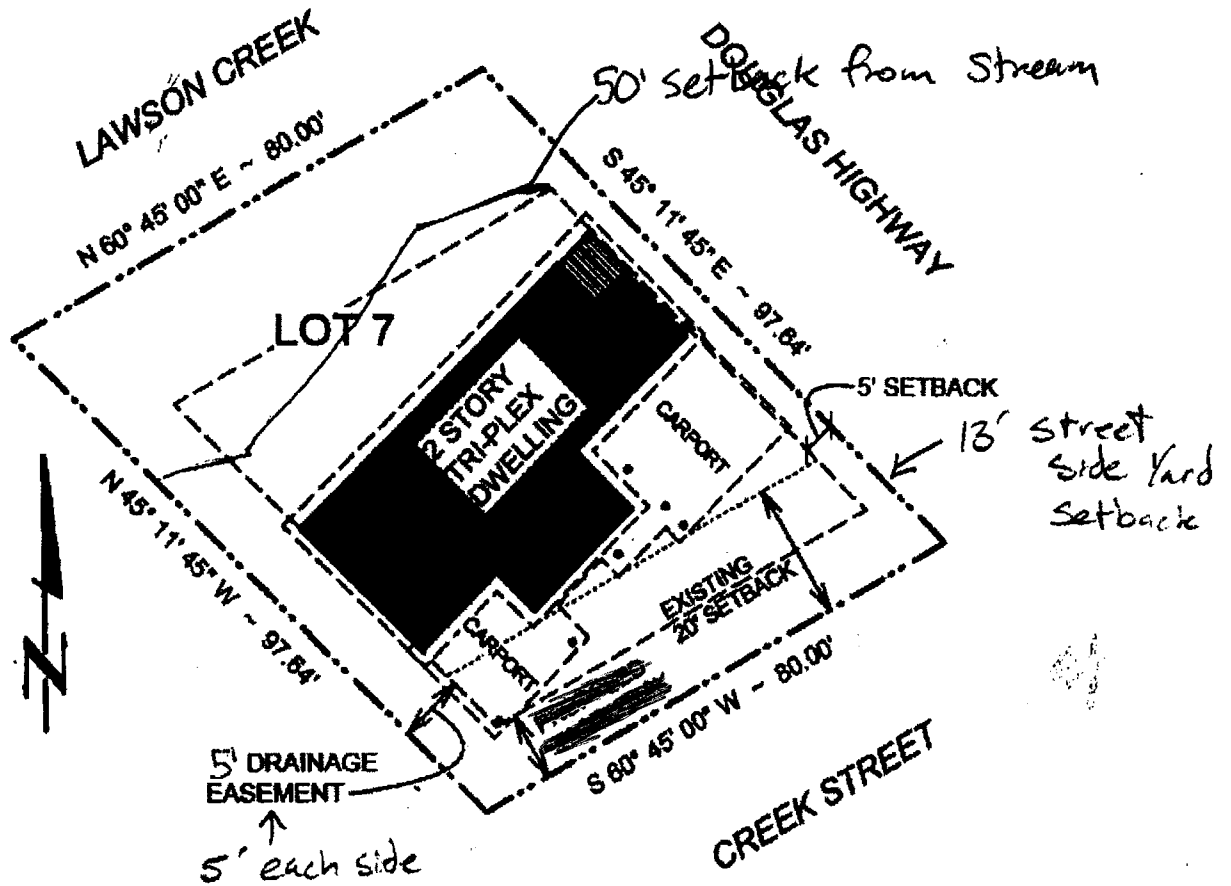 LAWSON CREEK
DOUGLAS HIGHWAY
50' setback from Stream
N 60° 45' 00" E ~ 80.00'
S 45° 11' 45" E ~ 97.64'
LOT 7
2 STORY
TRI-PLEX
DWELLING
CARPORT
5' SETBACK
13' street
side Yard
setback
N 45° 11' 45" W ~ 97.64'
EXISTING
20' SETBACK
CARPORT
N
S 60° 45' 00" W ~ 80.00'
5' DRAINAGE
EASEMENT
5' each side
CREEK STREET